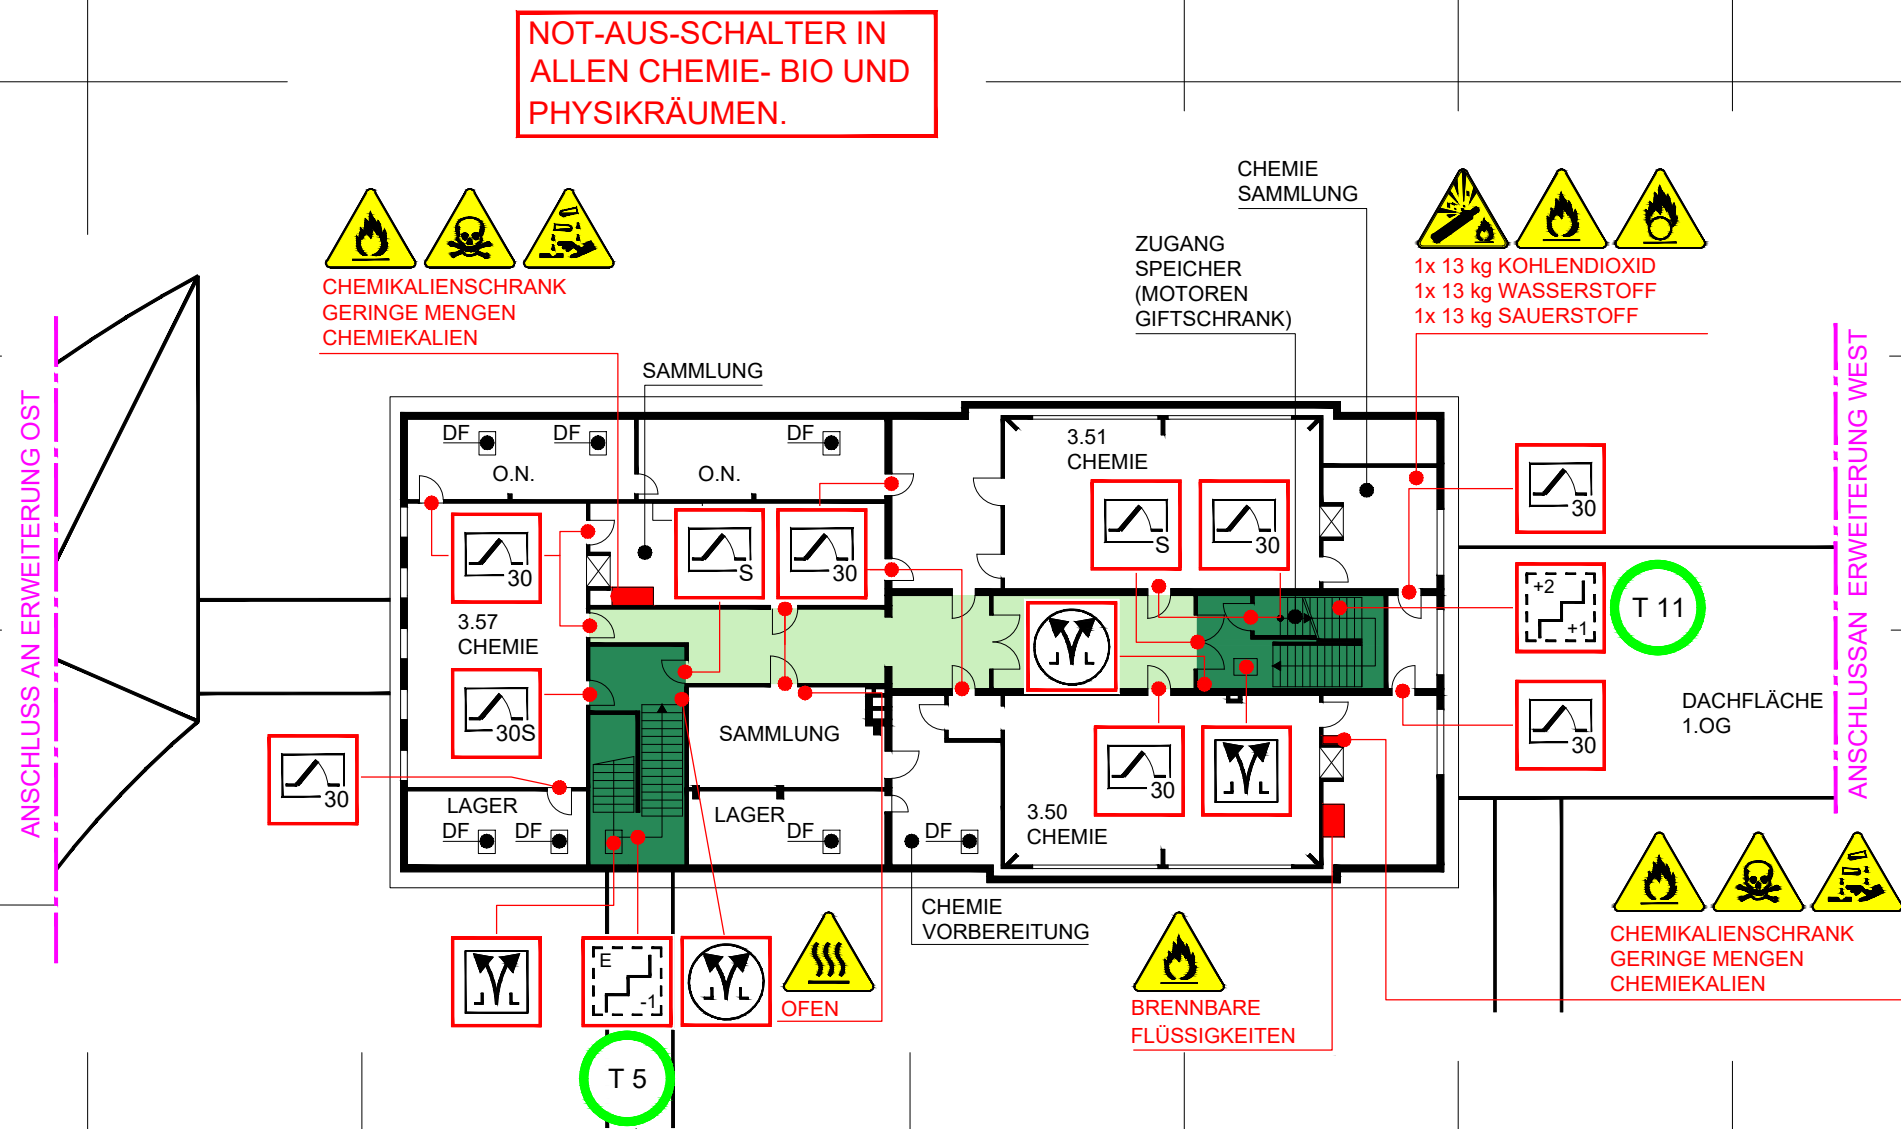 NOT-AUS-SCHALTER IN
ALLEN CHEMIE- BIO UND
PHYSIKRÄUMEN.
CHEMIE
SAMMLUNG
ZUGANG
SPEICHER
(MOTOREN
GIFTSCHRANK)
1x 13 kg KOHLENDIOXID
1x 13 kg WASSERSTOFF
1x 13 kg SAUERSTOFF
CHEMIKALIENSCHRANK
GERINGE MENGEN
CHEMIEKALIEN
SAMMLUNG
ANSCHLUSS AN ERWEITERUNG OST
ANSCHLUSSAN ERWEITERUNG WEST
DF
DF
DF
O.N.
O.N.
3.51
CHEMIE
30
S
30
S
30
30
3.57
CHEMIE
30S
30
+2
+1
T 11
30
DACHFLÄCHE
1.OG
SAMMLUNG
30
30
LAGER
DF
DF
LAGER
DF
DF
3.50
CHEMIE
CHEMIE
VORBEREITUNG
E
-1
T 5
OFEN
BRENNBARE
FLÜSSIGKEITEN
CHEMIKALIENSCHRANK
GERINGE MENGEN
CHEMIEKALIEN